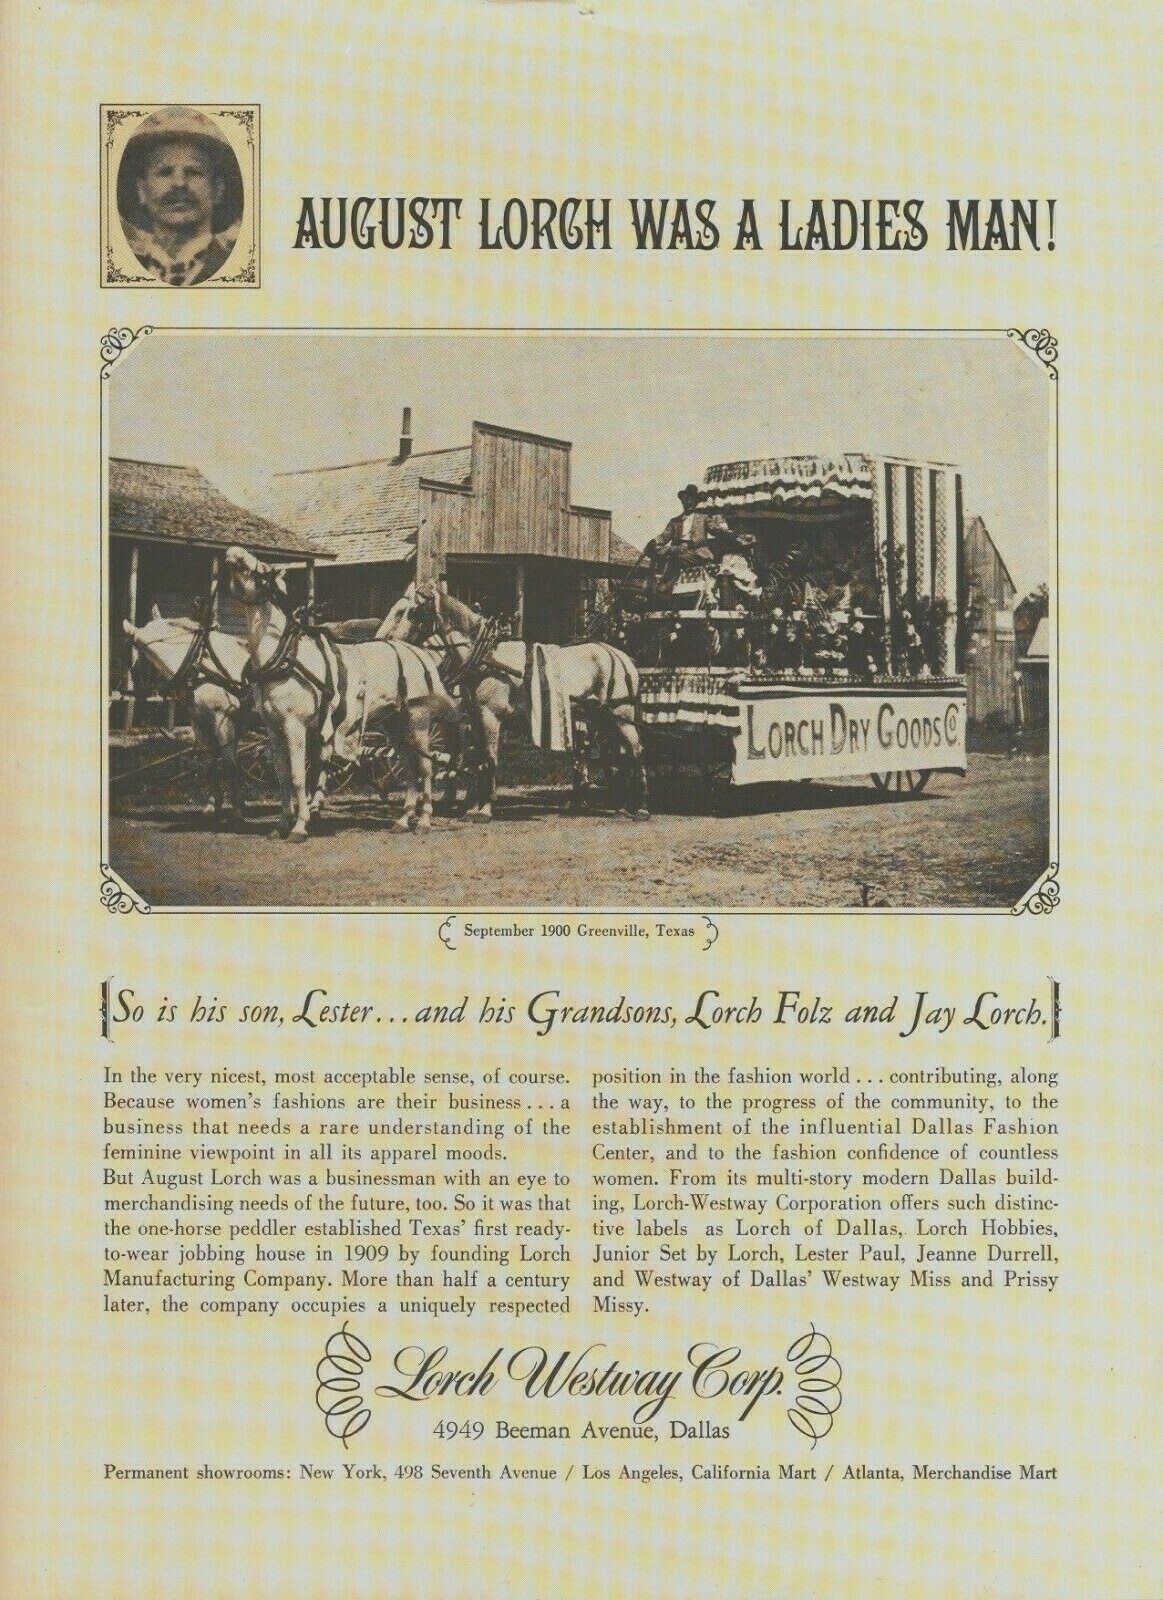 AUGUST LORCH WAS A LADIES MAN!
LORCH DRY GOODS CO.
September 1900 Greenville, Texas
So is his son, Lester... and his Grandsons, Lorch Folz and Jay Lorch.
In the very nicest, most acceptable sense, of course.
Because women's fashions are their business . . . a
business that needs a rare understanding of the
feminine viewpoint in all its apparel moods.
But August Lorch was a businessman with an eye to
merchandising needs of the future, too. So it was that
the one-horse peddler established Texas' first ready-
to-wear jobbing house in 1909 by founding Lorch
Manufacturing Company. More than half a century
later, the company occupies a uniquely respected
position in the fashion world . . . contributing, along
the way, to the progress of the community, to the
establishment of the influential Dallas Fashion
Center, and to the fashion confidence of countless
women. From its multi-story modern Dallas build-
ing, Lorch-Westway Corporation offers such distinc-
tive labels as Lorch of Dallas, Lorch Hobbies,
Junior Set by Lorch, Lester Paul, Jeanne Durrell,
and Westway of Dallas' Westway Miss and Prissy
Missy.
Lorch Westway Corp.
4949 Beeman Avenue, Dallas
Permanent showrooms: New York, 498 Seventh Avenue / Los Angeles, California Mart / Atlanta, Merchandise Mart